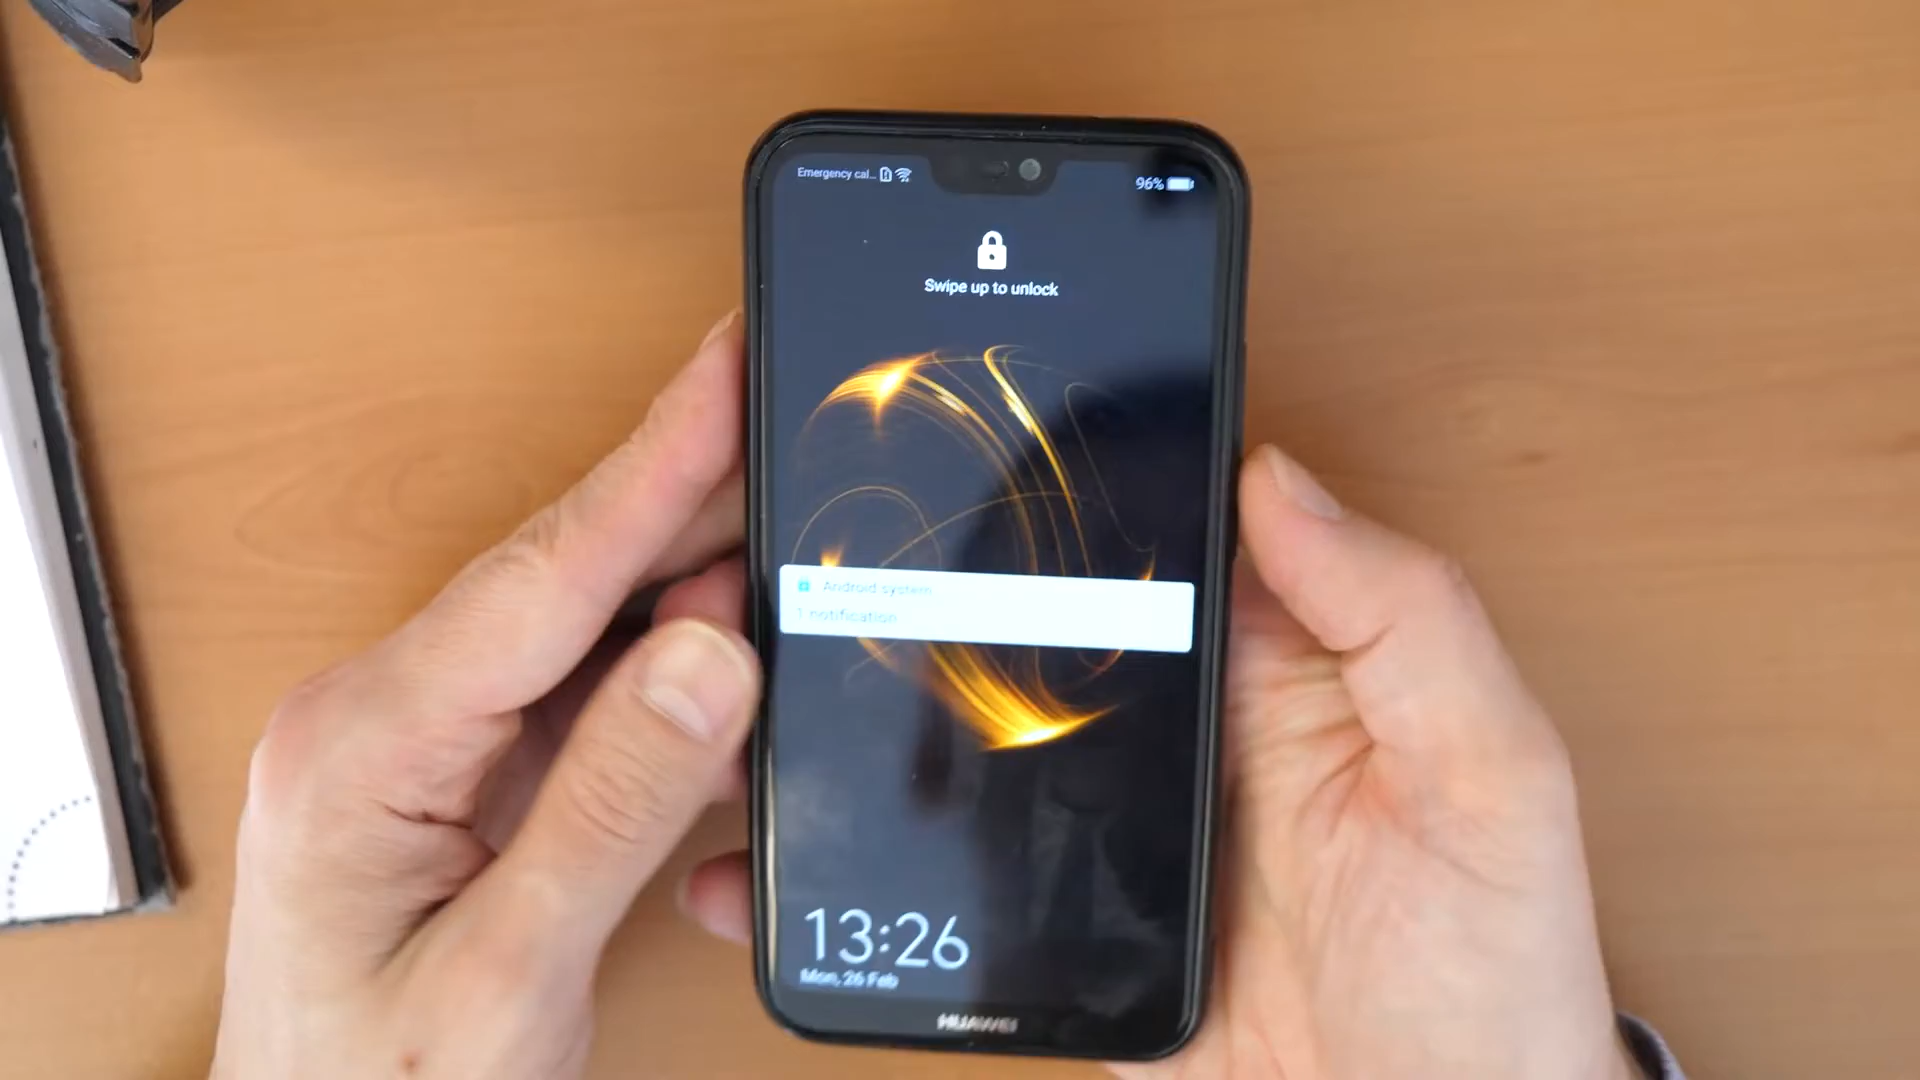 Emergency cal...
96%
Swipe up to unlock
Android system
1 notification
13:26
Mon, 26 Feb
HUAWEI